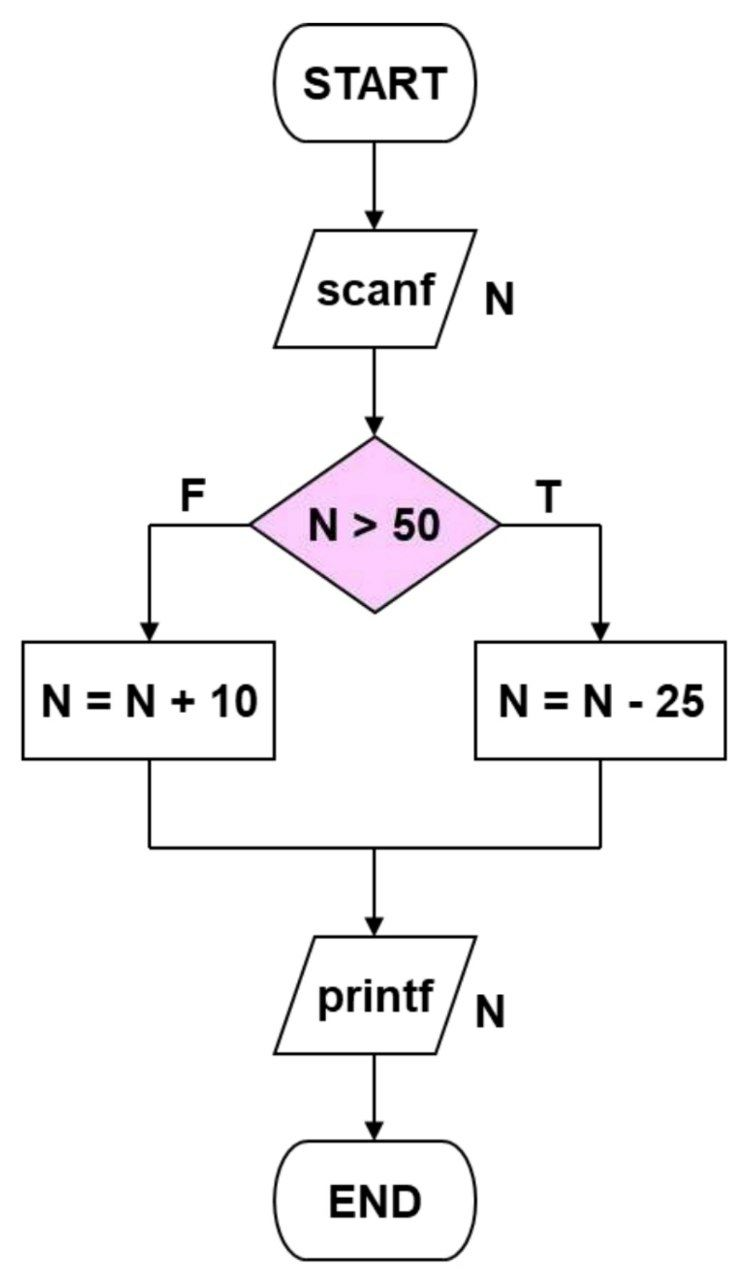 START
scanf
N
F
T
N > 50
N = N + 10
N = N - 25
printf
N
END